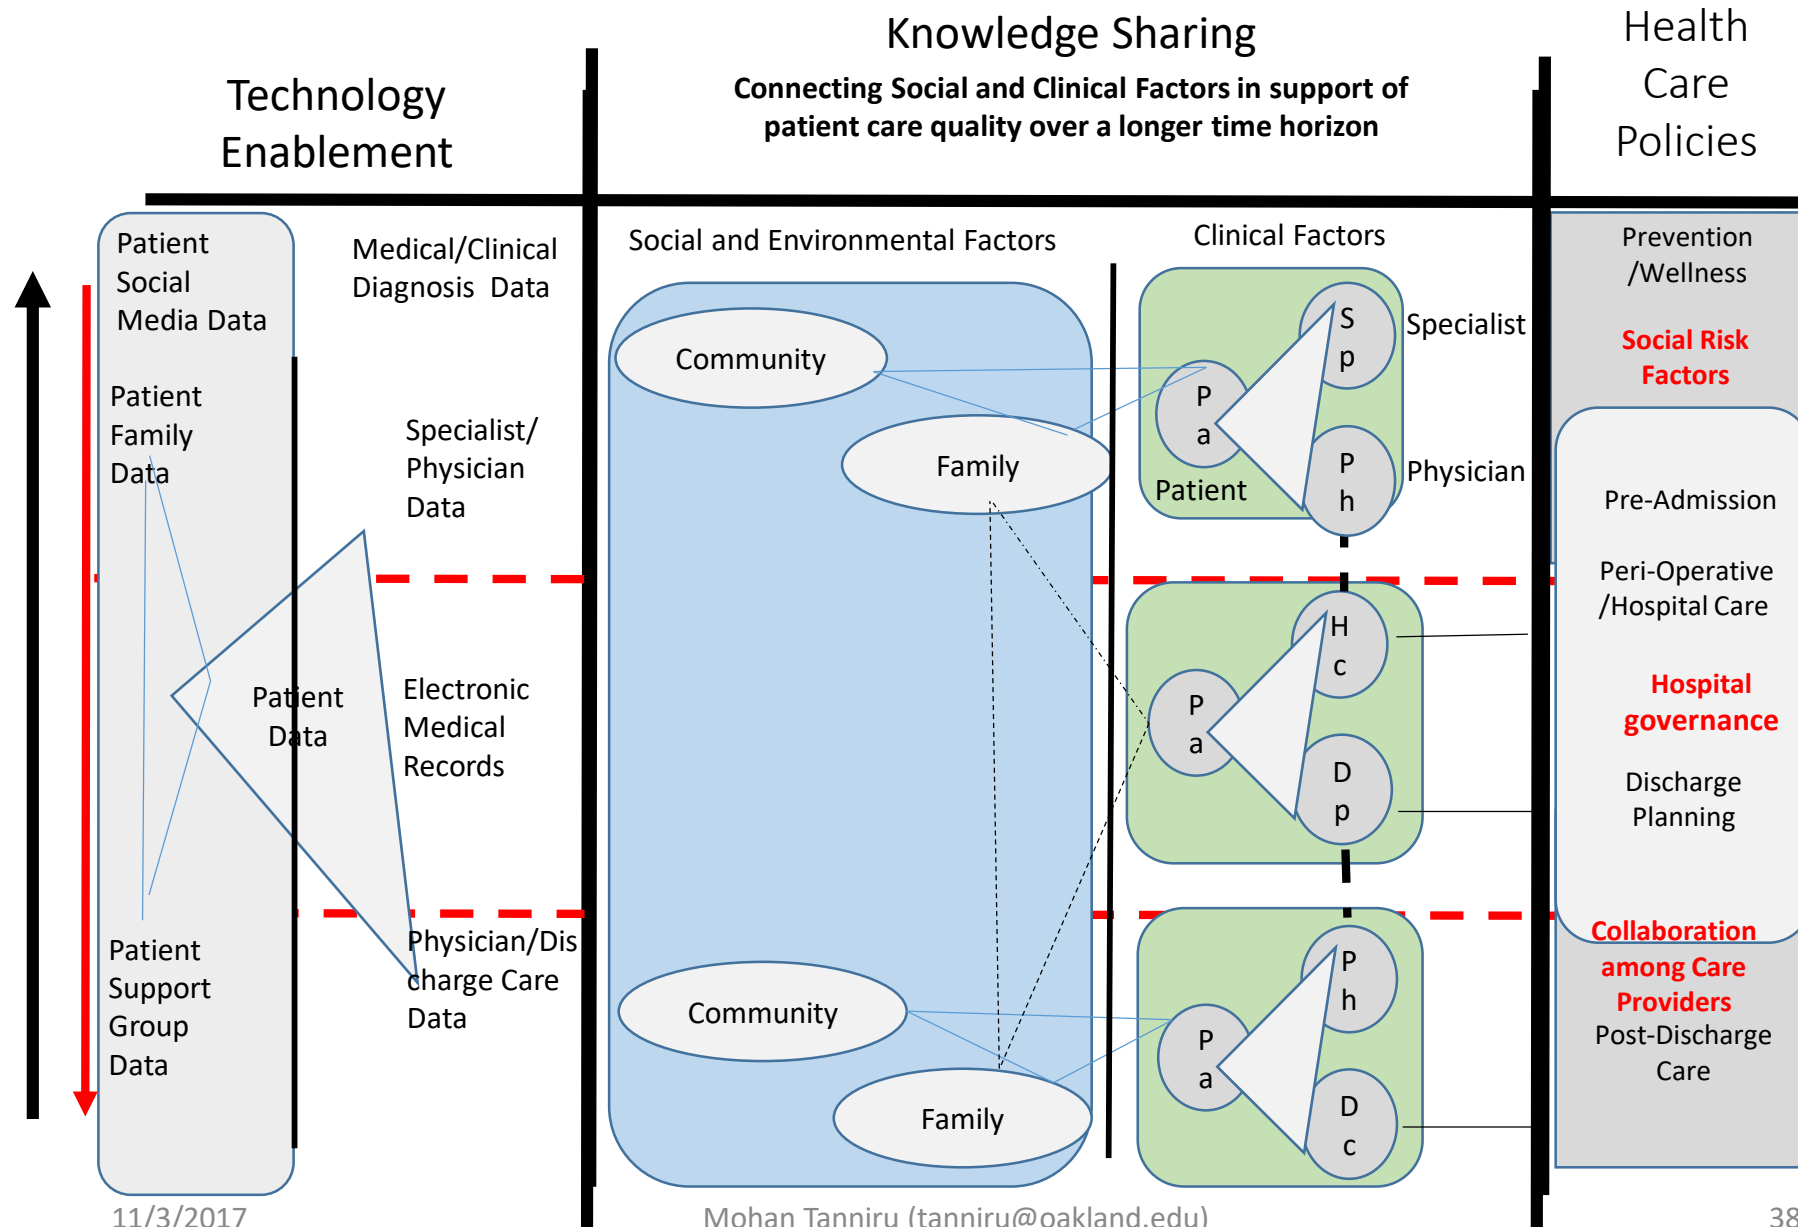 Technology
Enablement
Knowledge Sharing
Connecting Social and Clinical Factors in support of
patient care quality over a longer time horizon
Health
Care
Policies
Patient
Social
Media Data
Patient
Family
Data
Patient
Support
Group
Data
Medical/Clinical
Diagnosis Data
Specialist/
Physician
Data
Patient
Data
Electronic
Medical
Records
Physician/Dis
charge Care
Data
Social and Environmental Factors
Community
Family
Community
Family
Clinical Factors
S
p
Specialist
P
a
Patient
P
h
Physician
H
c
P
a
D
p
P
h
P
a
D
c
Prevention
/Wellness
Social Risk
Factors
Pre-Admission
Peri-Operative
/Hospital Care
Hospital
governance
Discharge
Planning
Collaboration
among Care
Providers
Post-Discharge
Care
11/3/2017
Mohan Tanniru (tanniru@oakland.edu)
38